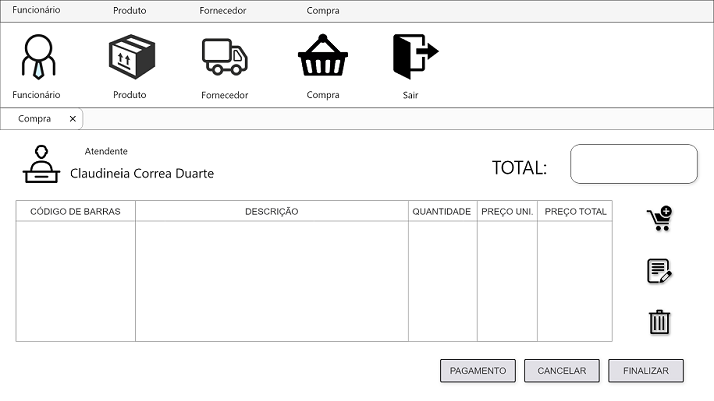 Funcionário Produto Fornecedor Compra
Funcionário Produto Fornecedor Compra Sair
Compra ×
Atendente
Claudineia Correa Duarte
TOTAL:
CÓDIGO DE BARRAS DESCRIÇÃO QUANTIDADE PREÇO UNI. PREÇO TOTAL
PAGAMENTO CANCELAR FINALIZAR